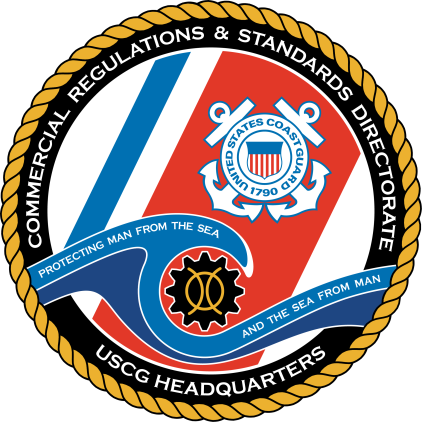 COMMERCIAL REGULATIONS & STANDARDS DIRECTORATE
UNITED STATES COAST GUARD
1790
PROTECTING MAN FROM THE SEA
AND THE SEA FROM MAN
USCG HEADQUARTERS